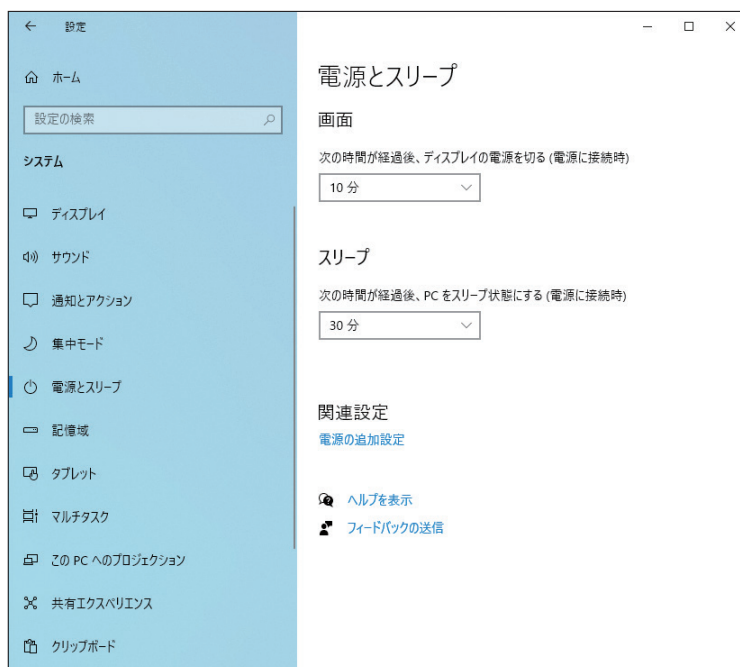 設定
ホーム
設定の検索
システム
ディスプレイ
サウンド
通知とアクション
集中モード
電源とスリープ
記憶域
タブレット
マルチタスク
この PC へのプロジェクション
共有エクスペリエンス
クリップボード
電源とスリープ
画面
次の時間が経過後、ディスプレイの電源を切る (電源に接続時)
10 分
スリープ
次の時間が経過後、PC をスリープ状態にする (電源に接続時)
30 分
関連設定
電源の追加設定
ヘルプを表示
フィードバックの送信